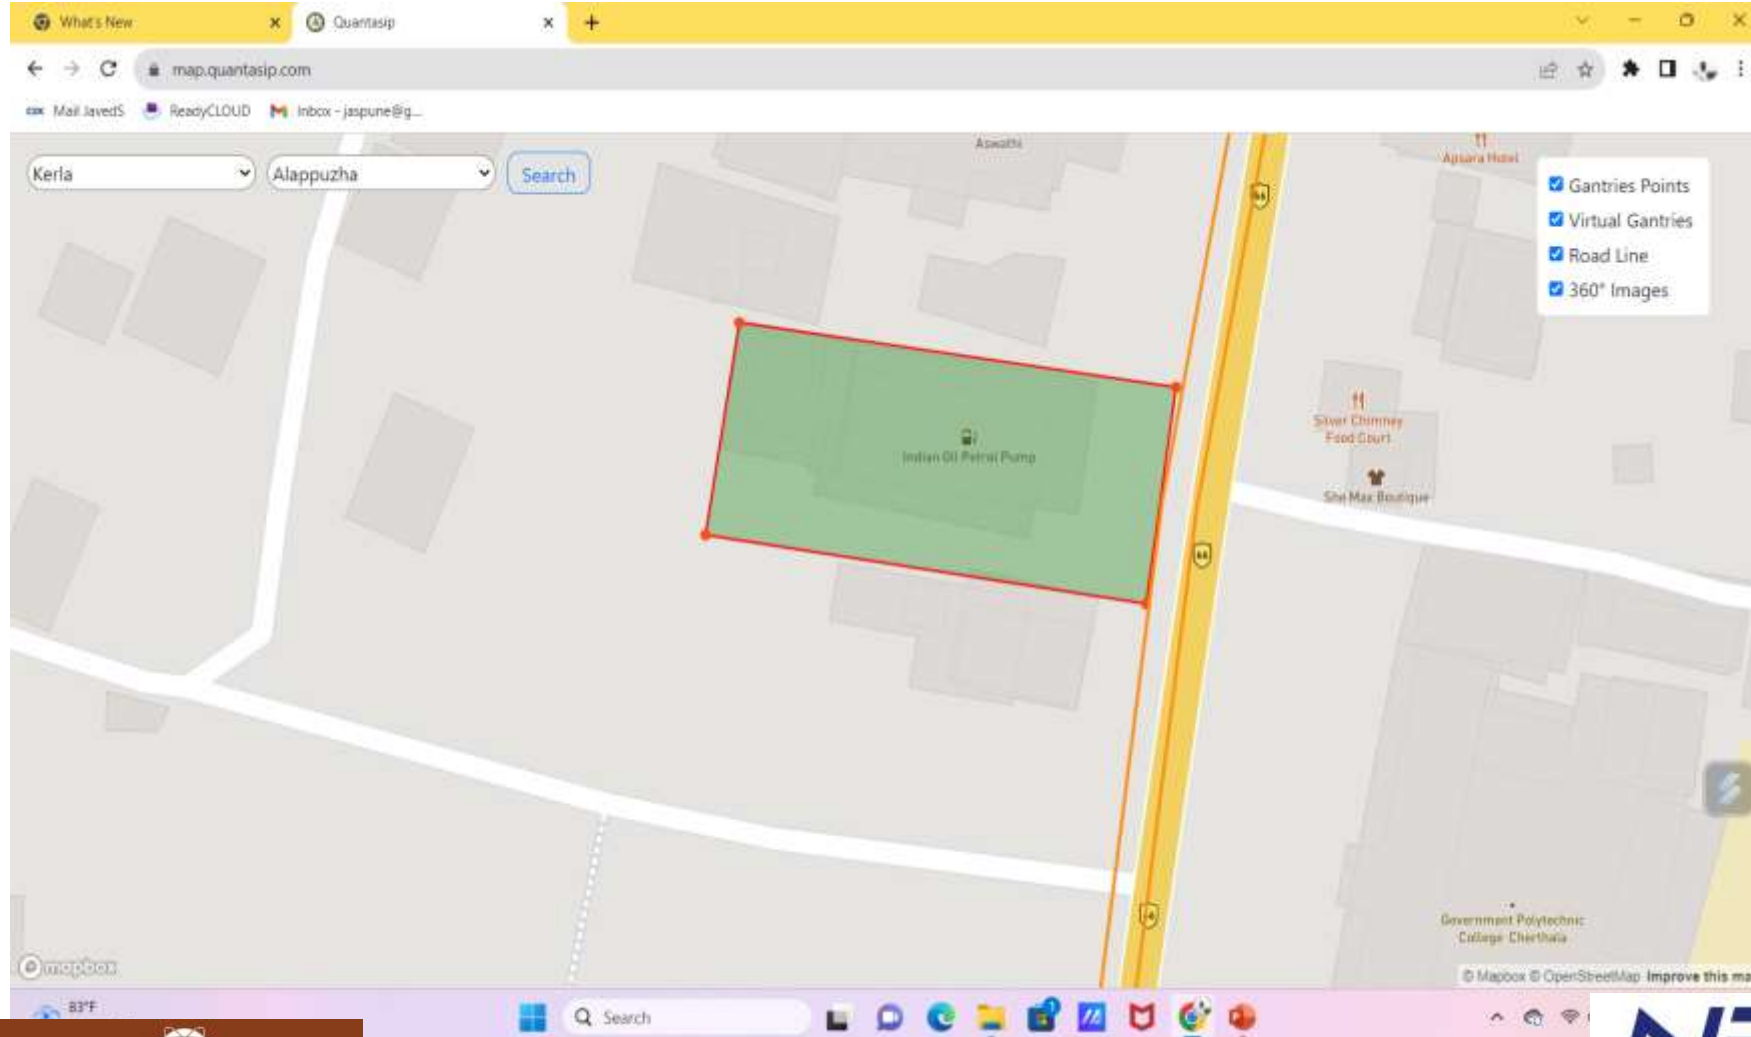 What's New
Quantasip
map.quantasip.com
Mail JavedS
ReadyCLOUD
Inbox - jaspune@g...
Aswathi
Apsara Hotel
Kerla
Alappuzha
Search
Gantries Points
Virtual Gantries
Road Line
360° Images
66
Silver Chimney
Food Court
Indian Oil Petrol Pump
She Max Boutique
66
Government Polytechnic
College Cherthala
mapbox
© Mapbox © OpenStreetMap Improve this ma
83°F
Search